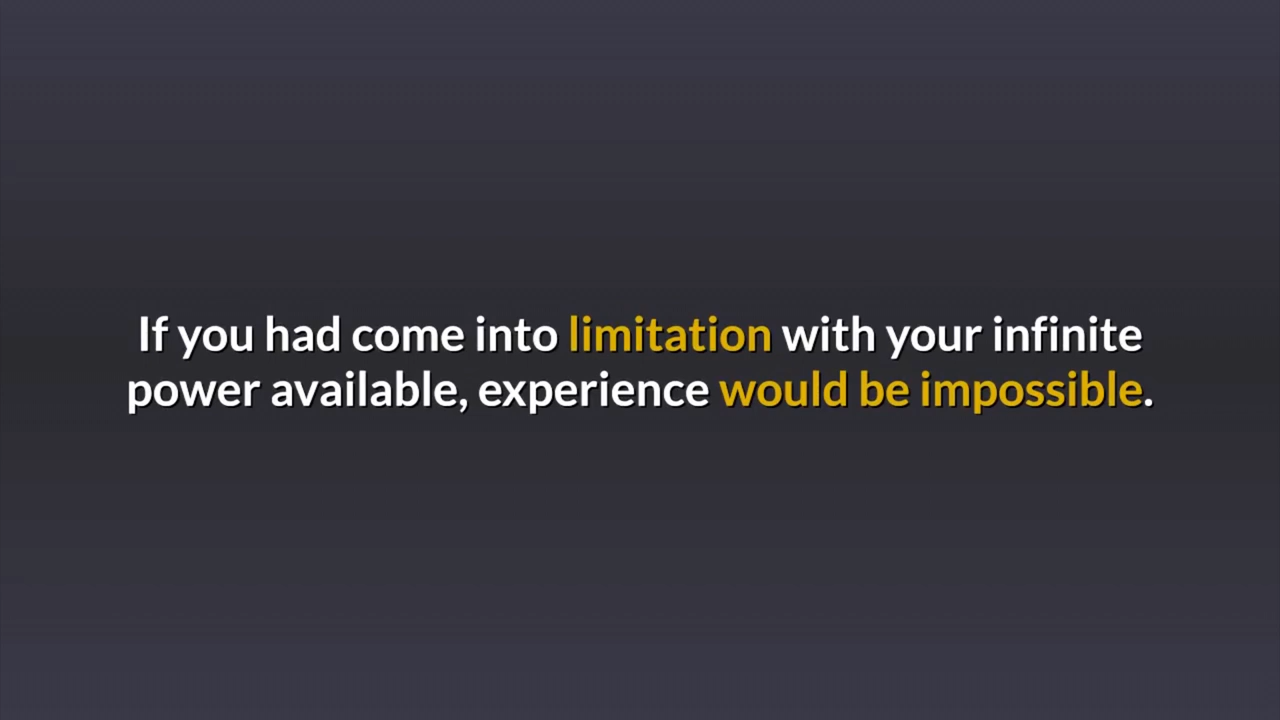 If you had come into limitation with your infinite
power available, experience would be impossible.